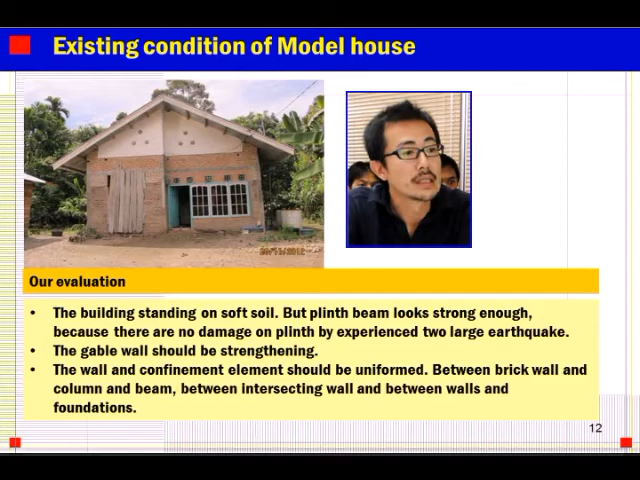 Existing condition of Model house
Our evaluation
• The building standing on soft soil. But plinth beam looks strong enough,
because there are no damage on plinth by experienced two large earthquake.
• The gable wall should be strengthening.
• The wall and confinement element should be uniformed. Between brick wall and
column and beam, between intersecting wall and between walls and
foundations.
12